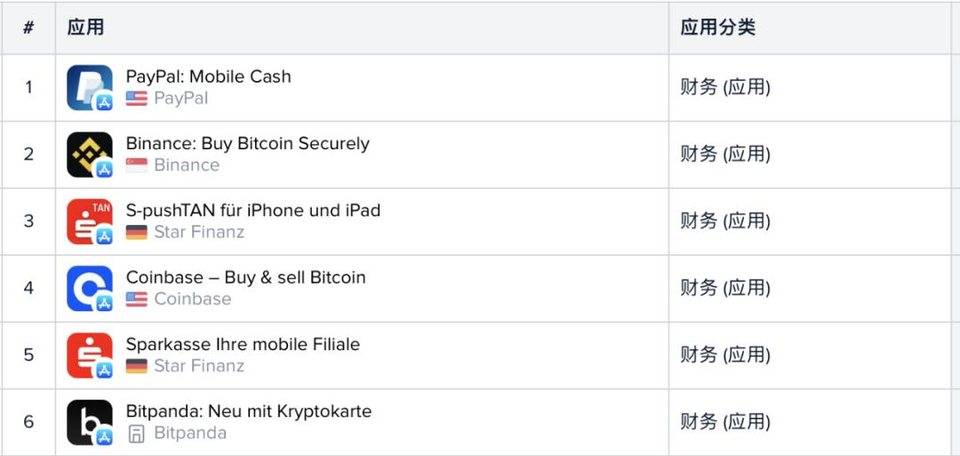 # 应用 应用分类
1 PayPal: Mobile Cash 财务 (应用)
PayPal
2 Binance: Buy Bitcoin Securely 财务 (应用)
Binance
TAN
3 S-pushTAN für iPhone und iPad 财务 (应用)
Star Finanz
4 Coinbase – Buy & sell Bitcoin 财务 (应用)
Coinbase
5 Sparkasse Ihre mobile Filiale 财务 (应用)
Star Finanz
6 Bitpanda: Neu mit Kryptokarte 财务 (应用)
Bitpanda